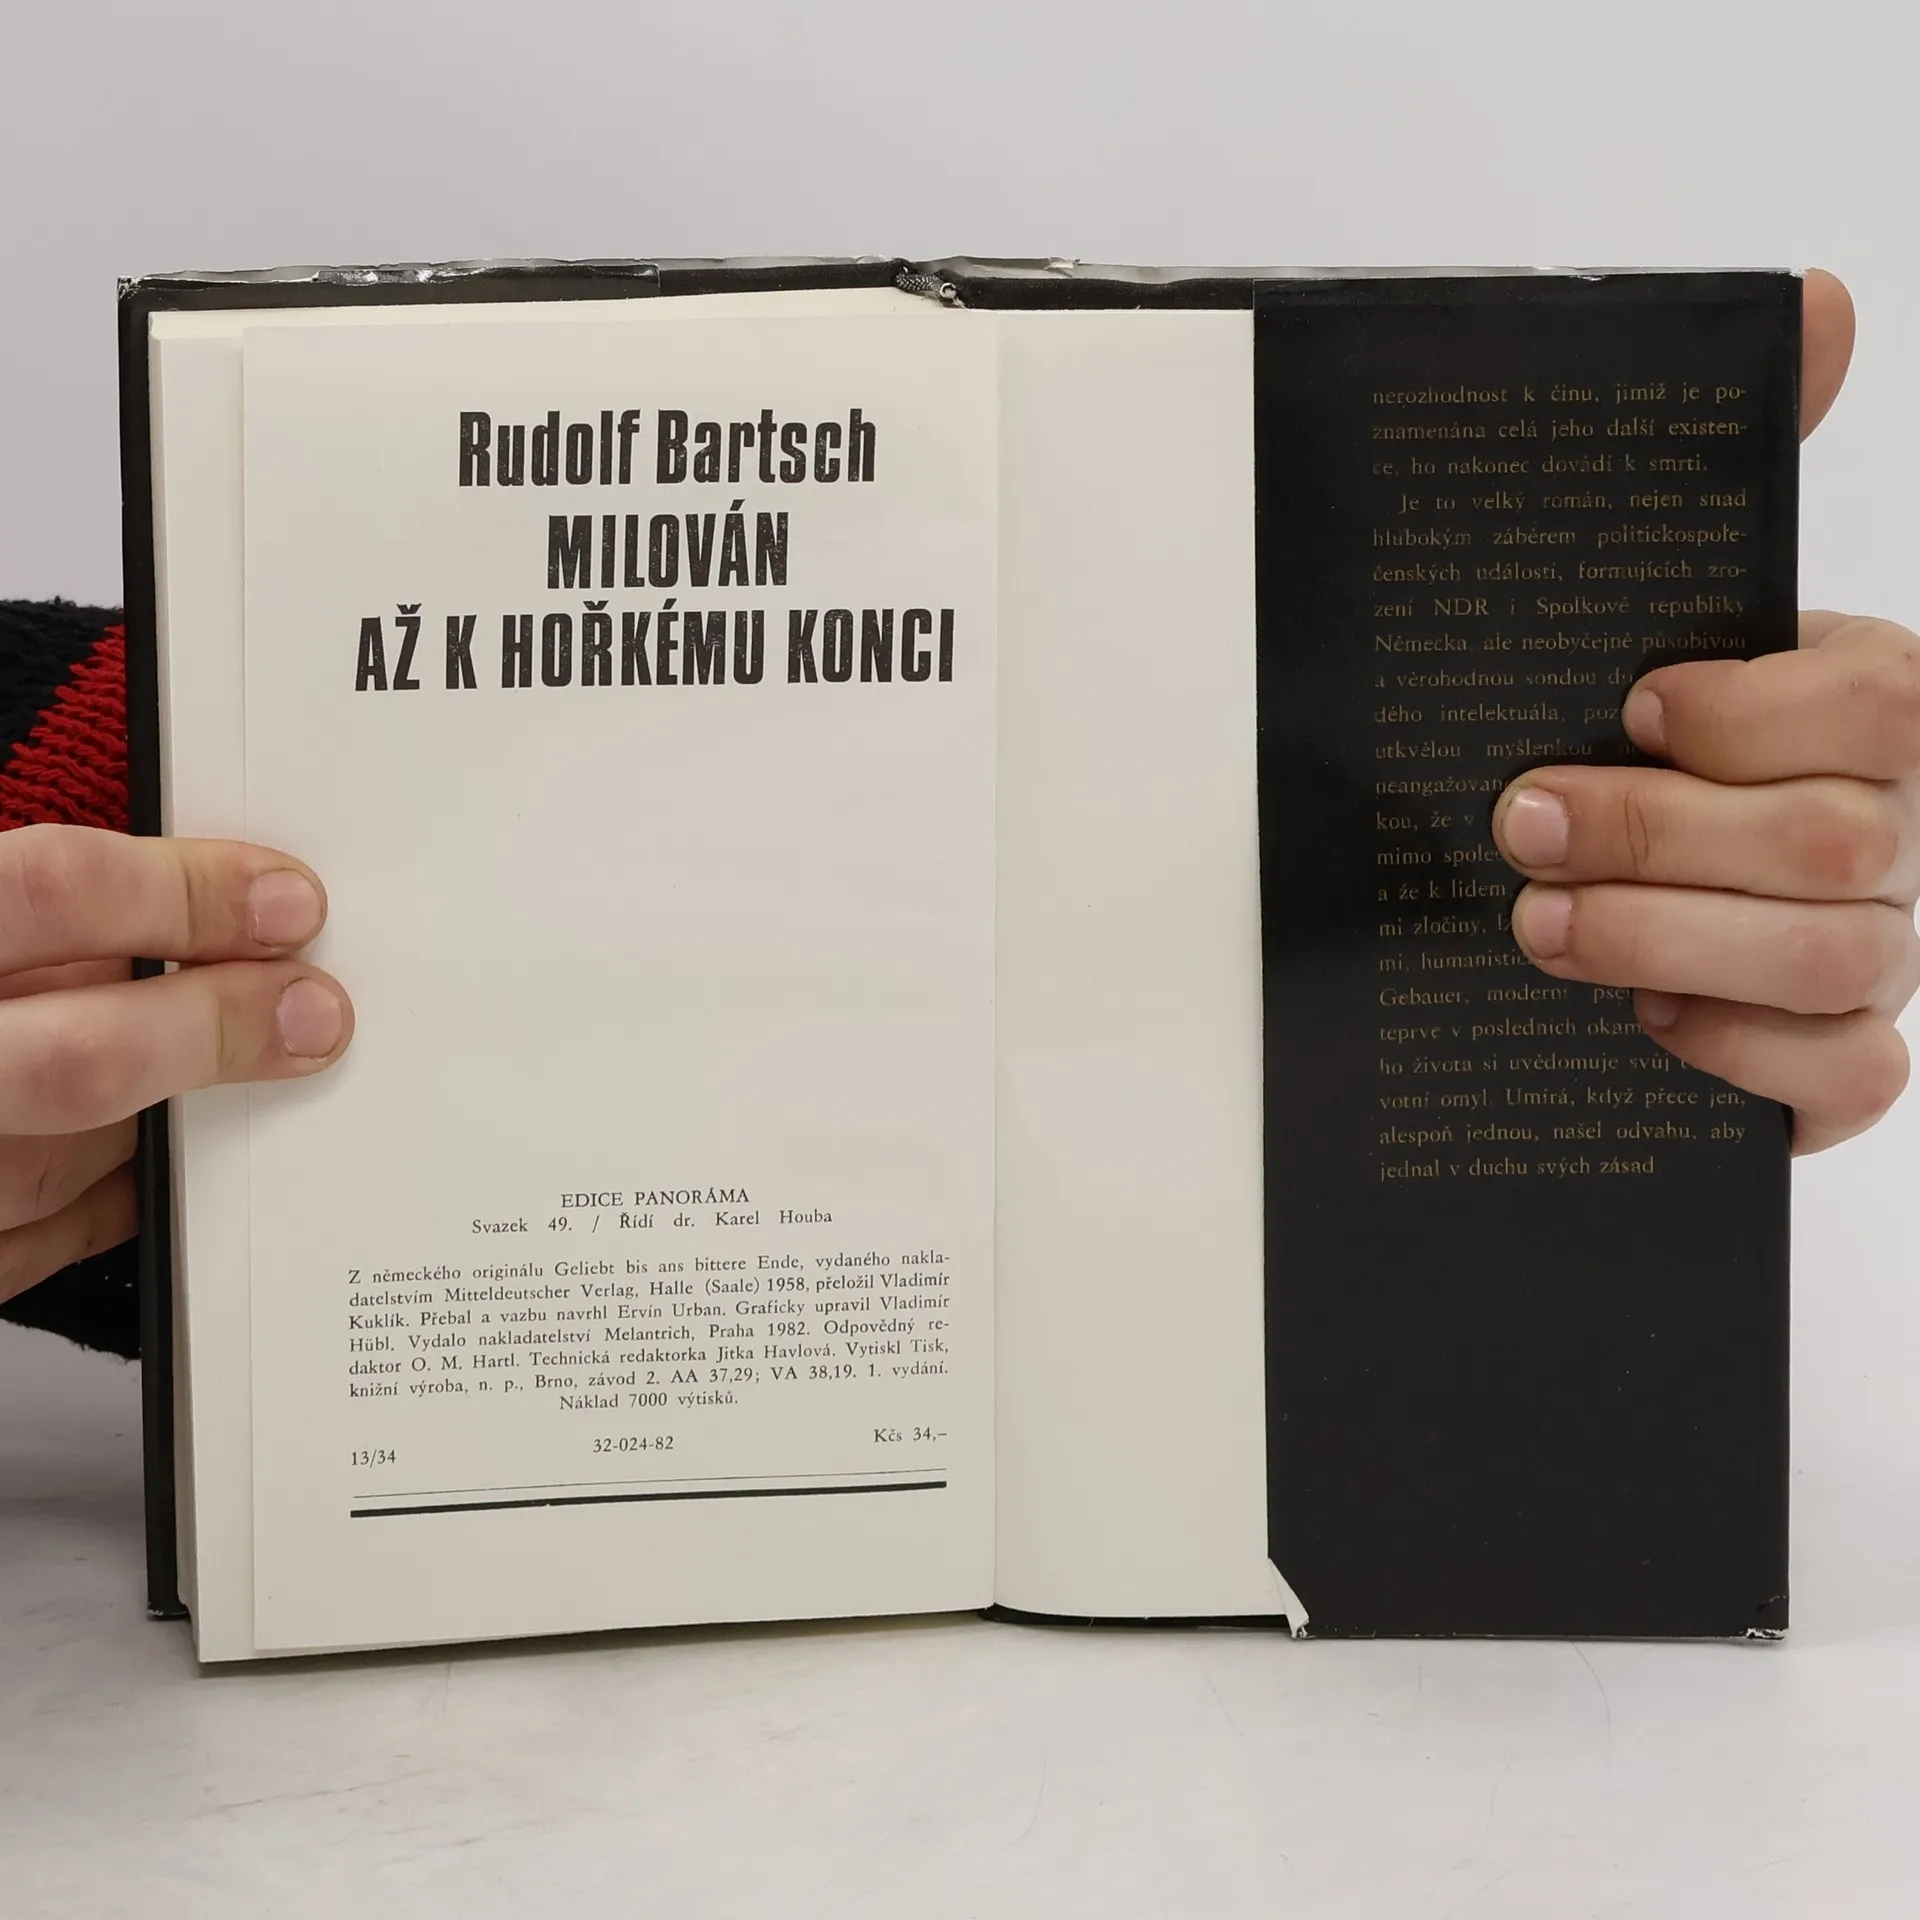 Rudolf Bartsch
MILOVÁN
AŽ K HOŘKÉMU KONCI
EDICE PANORÁMA
Svazek 49. / Řídí dr. Karel Houba
Z německého originálu Geliebt bis ans bittere Ende, vydaného nakla-
datelstvím Mitteldeutscher Verlag, Halle (Saale) 1958, přeložil Vladimír
Kuklík. Přebal a vazbu navrhl Ervín Urban. Graficky upravil Vladimír
Hübl. Vydalo nakladatelství Melantrich, Praha 1982. Odpovědný re-
daktor O. M. Hartl. Technická redaktorka Jitka Havlová. Vytiskl Tisk,
knižní výroba, n. p., Brno, závod 2. AA 37,29; VA 38,19. 1. vydání.
Náklad 7000 výtisků.
13/34 32-024-82 Kčs 34,–
nerozhodnost k činu, jimiž je po-
znamenána celá jeho další existen-
ce, ho nakonec dovádí k smrti.
Je to velký román, nejen snad
hlubokým záběrem politickospole-
čenských událostí, formujících zro-
zení NDR i Spolkové republiky
Německa, ale neobyčejně působivou
a věrohodnou sondou
dého intelektuála,
utkvělou myšlenkou
kou, že v
mimo
a že k lidem
mi zločiny,
mi,
Gebauer, moderní
teprve v posledních
ho života si uvědomuje svůj
votní omyl. Umírá, když přece jen,
alespoň jednou, našel odvahu, aby
jednal v duchu svých zásad